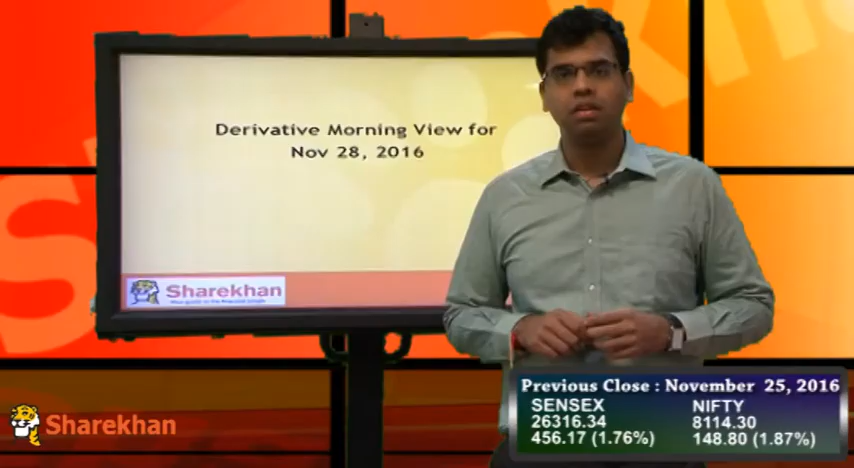 Derivative Morning View for
Nov 28, 2016
Sharekhan
Sharekhan
Previous Close : November 25, 2016
SENSEX
26316.34
456.17 (1.76%)
NIFTY
8114.30
148.80 (1.87%)